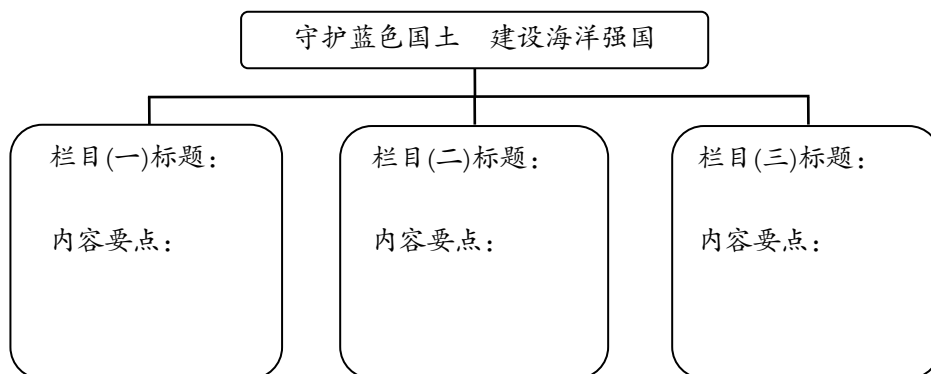 守护蓝色国土 建设海洋强国
栏目(一)标题：
内容要点：
栏目(二)标题：
内容要点：
栏目(三)标题：
内容要点：